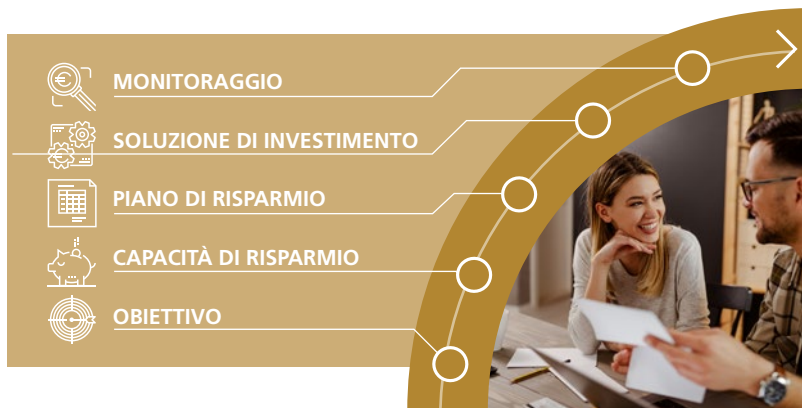 MONITORAGGIO
SOLUZIONE DI INVESTIMENTO
PIANO DI RISPARMIO
CAPACITÀ DI RISPARMIO
OBIETTIVO